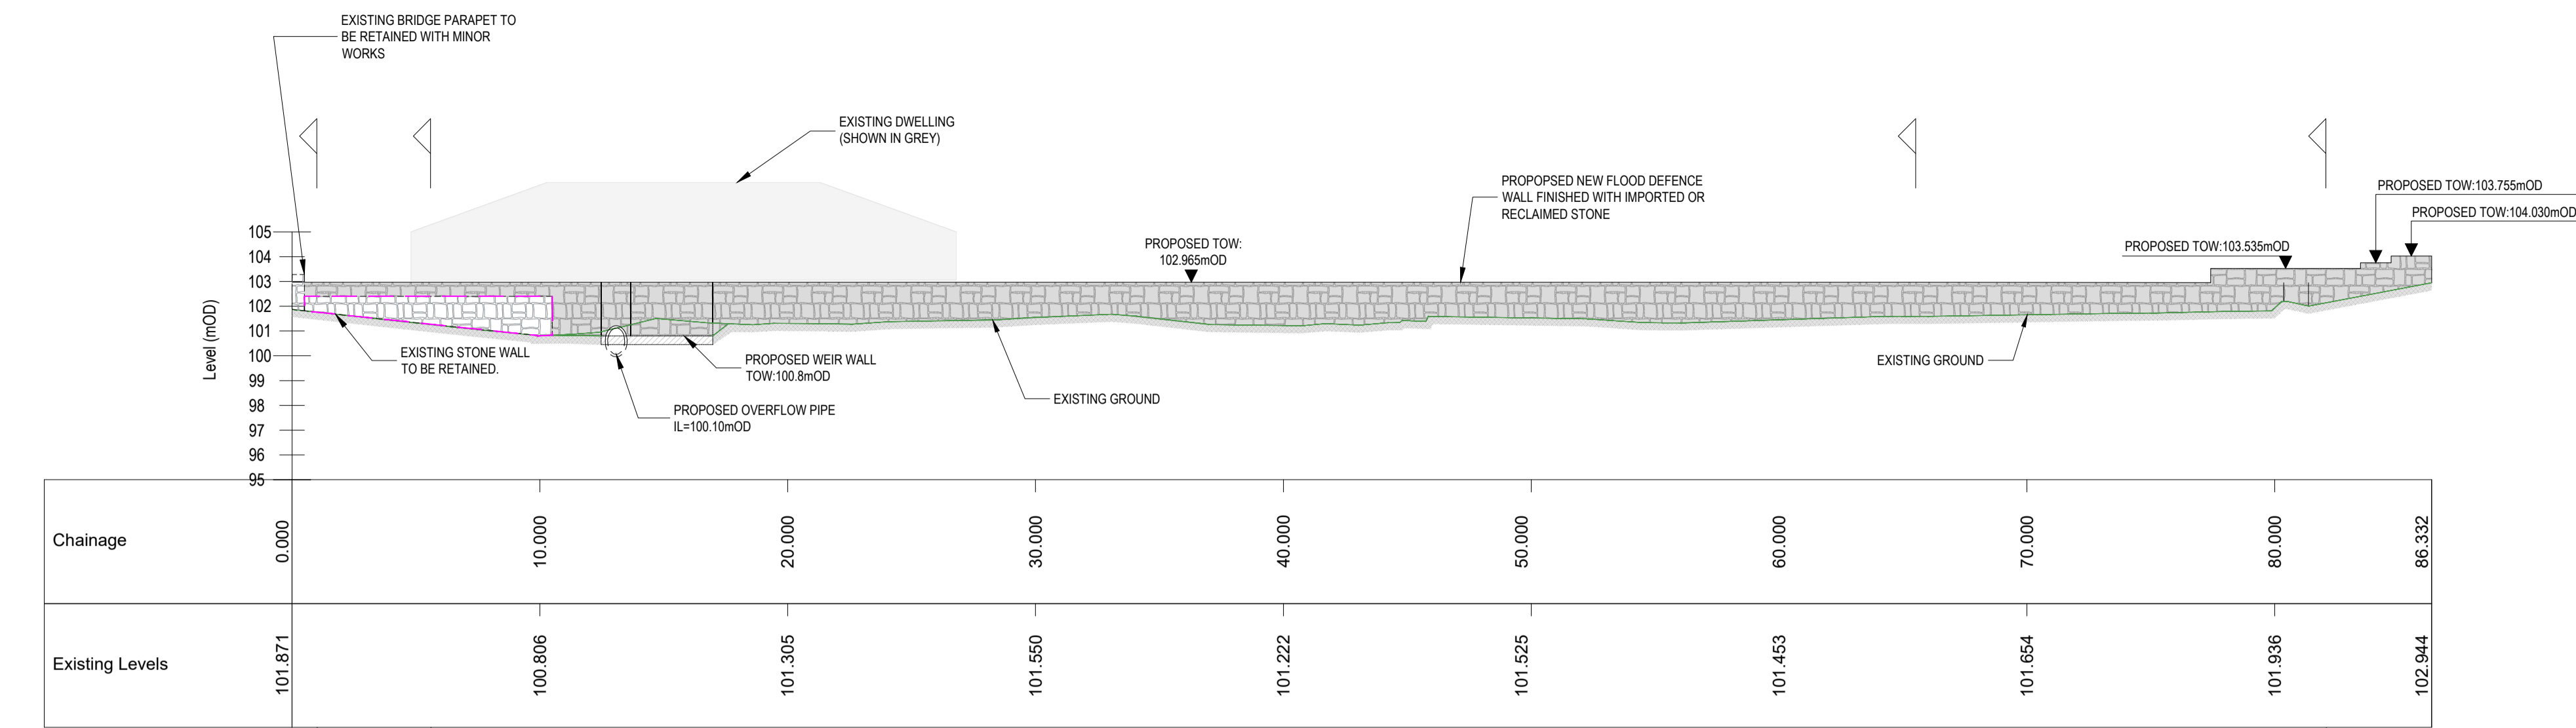 EXISTING BRIDGE PARAPET TO
BE RETAINED WITH MINOR
WORKS
EXISTING DWELLING
(SHOWN IN GREY)
PROPOPSED NEW FLOOD DEFENCE
WALL FINISHED WITH IMPORTED OR
RECLAIMED STONE
PROPOSED TOW:103.755mOD
PROPOSED TOW:104.030mOD
PROPOSED TOW:
102.965mOD
PROPOSED TOW:103.535mOD
Level (mOD)
105
104
103
102
101
100
99
98
97
96
95
EXISTING STONE WALL
TO BE RETAINED.
PROPOSED WEIR WALL
TOW:100.8mOD
PROPOSED OVERFLOW PIPE
IL=100.10mOD
EXISTING GROUND
EXISTING GROUND
Chainage
0.000
10.000
20.000
30.000
40.000
50.000
60.000
70.000
80.000
86.332
Existing Levels
101.871
100.806
101.305
101.550
101.222
101.525
101.453
101.654
101.936
102.944